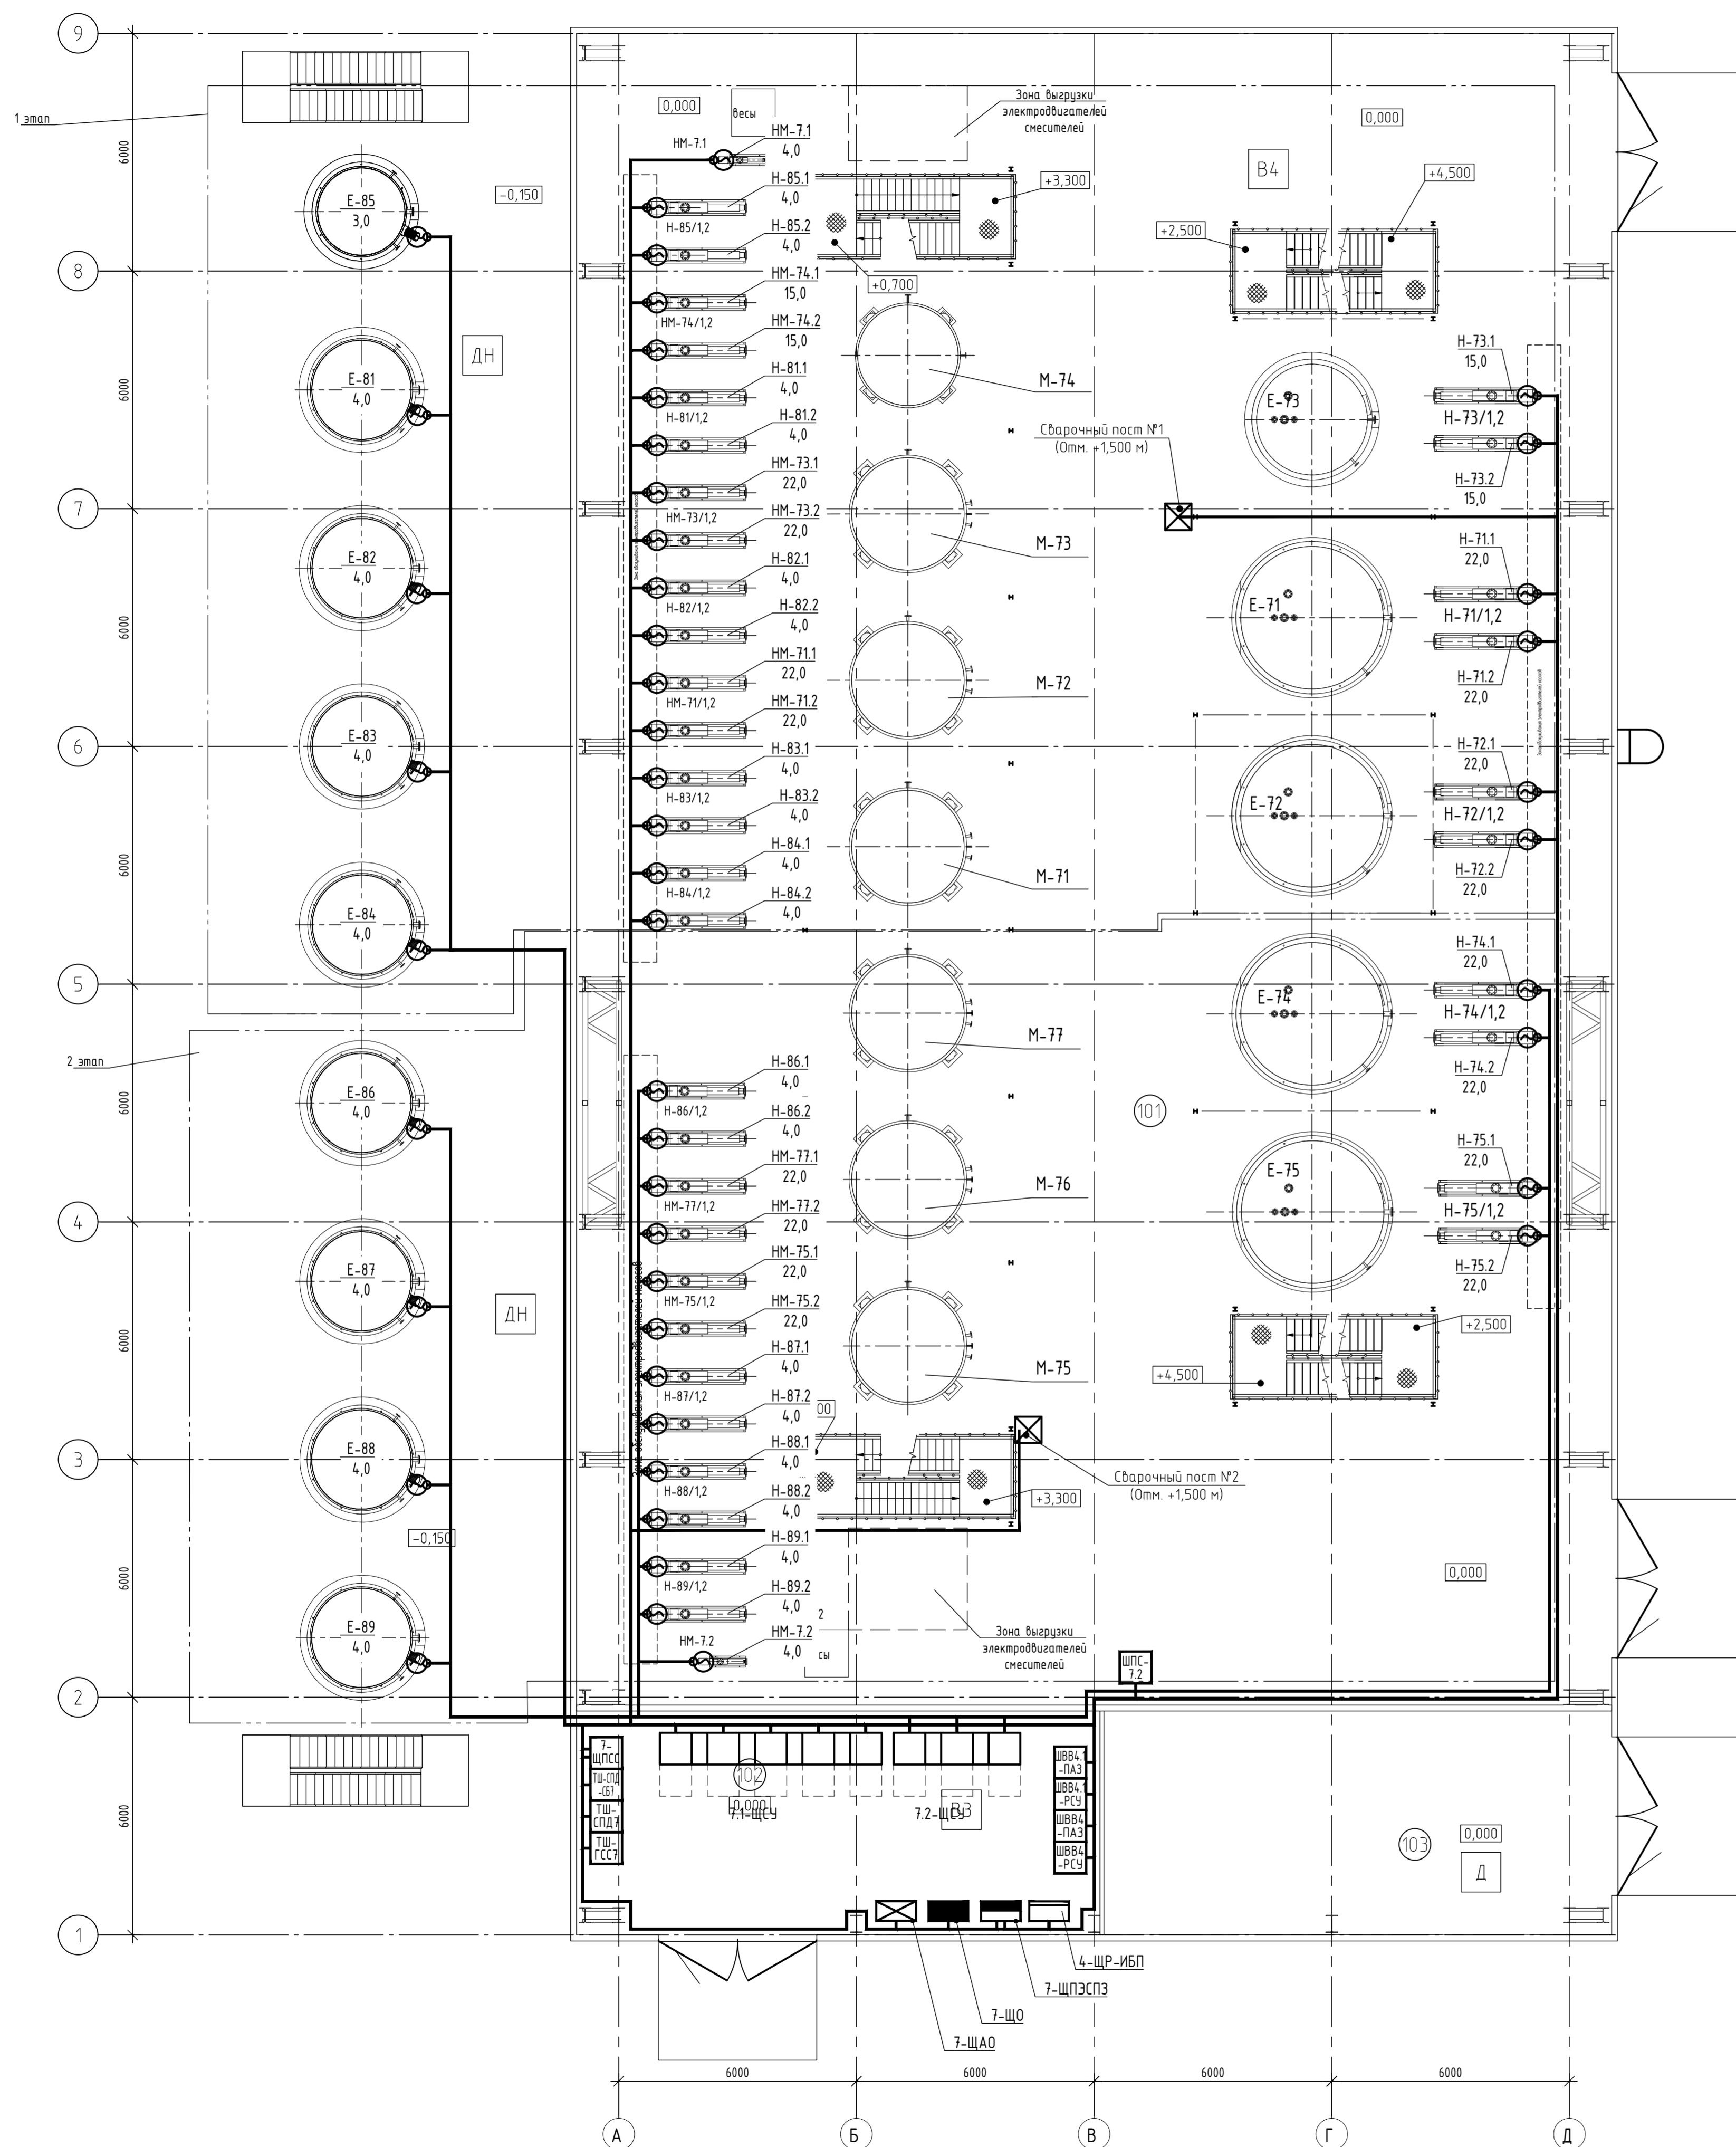 9
8
7
6
5
4
3
2
1
6000
6000
6000
6000
6000
6000
6000
6000
1 этап
2 этап
Е-85
3,0
Е-81
4,0
Е-82
4,0
Е-83
4,0
Е-84
4,0
Е-86
4,0
Е-87
4,0
Е-88
4,0
Е-89
4,0
-0,150
ДН
ДН
-0,150
0,000
весы
НМ-7.1
НМ-7.1
4,0
Н-85.1
4,0
Н-85/1,2
Н-85.2
4,0
НМ-74.1
15,0
НМ-74/1,2
НМ-74.2
15,0
Н-81.1
4,0
Н-81/1,2
Н-81.2
4,0
НМ-73.1
22,0
НМ-73/1,2
НМ-73.2
22,0
Н-82.1
4,0
Н-82/1,2
Н-82.2
4,0
НМ-71.1
22,0
НМ-71/1,2
НМ-71.2
22,0
Н-83.1
4,0
Н-83/1,2
Н-83.2
4,0
Н-84.1
4,0
Н-84/1,2
Н-84.2
4,0
Н-86.1
4,0
Н-86/1,2
Н-86.2
4,0
НМ-77.1
22,0
НМ-77/1,2
НМ-77.2
22,0
НМ-75.1
22,0
НМ-75/1,2
НМ-75.2
22,0
Н-87.1
4,0
Н-87/1,2
Н-87.2
4,0
00
Н-88.1
4,0
Н-88/1,2
Н-88.2
4,0
Н-89.1
4,0
Н-89/1,2
Н-89.2
4,0
2
НМ-7.2
НМ-7.2
4,0
сы
Зона обслуживания электродвигателей насосов
Зона выгрузки
электродвигателей
смесителей
+3,300
+0,700
М-74
М-73
М-72
М-71
М-77
М-76
М-75
+3,300
Сварочный пост №2
(Отм. +1,500 м)
Зона выгрузки
электродвигателей
смесителей
0,000
В4
+4,500
+2,500
Сварочный пост №1
(Отм. +1,500 м)
Е-73
Е-71
Е-72
Е-74
Е-75
101
+2,500
+4,500
0,000
Н-73.1
15,0
Н-73/1,2
Н-73.2
15,0
Н-71.1
22,0
Н-71/1,2
Н-71.2
22,0
Н-72.1
22,0
Н-72/1,2
Н-72.2
22,0
Н-74.1
22,0
Н-74/1,2
Н-74.2
22,0
Н-75.1
22,0
Н-75/1,2
Н-75.2
22,0
ШПС-
7.2
7-
ЩПСС
ТШ-СПД
-СБ7
ТШ-
СПД7
ТШ-
ГСС7
102
0,000
7.1-ЩСУ
7.2-ЩСУ
В3
ШВВ4.1
-ПАЗ
ШВВ4.1
-РСУ
ШВВ4
-ПАЗ
ШВВ4
-РСУ
103
0,000
Д
4-ЩР-ИБП
7-ЩПЭСПЗ
7-ЩО
7-ЩАО
6000
6000
6000
6000
А
Б
В
Г
Д